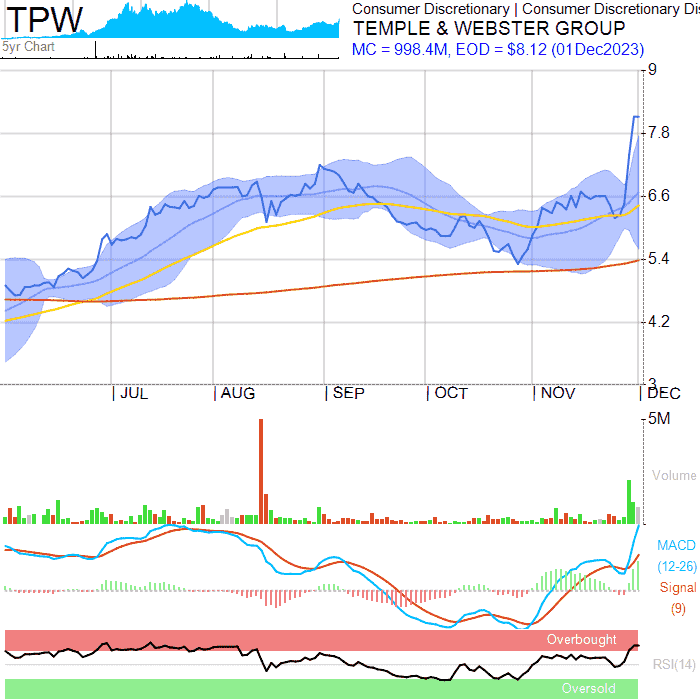 TPW
5yr Chart
Consumer Discretionary | Consumer Discretionary Dis
TEMPLE & WEBSTER GROUP
MC = 998.4M, EOD = $8.12 (01Dec2023)
9
7.8
6.6
5.4
4.2
3
JUL
AUG
SEP
OCT
NOV
DEC
5M
Volume
MACD
(12-26)
Signal
(9)
Overbought
RSI(14)
Oversold